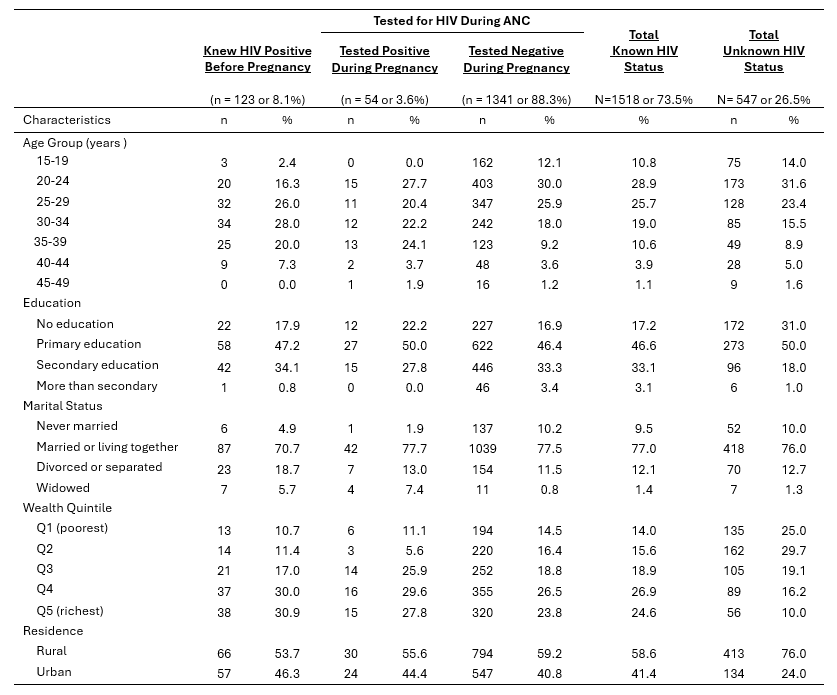 Tested for HIV During ANC
Knew HIV Positive Before Pregnancy Tested Positive During Pregnancy Tested Negative During Pregnancy Total Known HIV Status Total Unknown HIV Status
(n = 123 or 8.1%) (n = 54 or 3.6%) (n = 1341 or 88.3%) N=1518 or 73.5% N= 547 or 26.5%
Characteristics n % n % n % % n %
Age Group (years )
15-19 3 2.4 0 0.0 162 12.1 10.8 75 14.0
20-24 20 16.3 15 27.7 403 30.0 28.9 173 31.6
25-29 32 26.0 11 20.4 347 25.9 25.7 128 23.4
30-34 34 28.0 12 22.2 242 18.0 19.0 85 15.5
35-39 25 20.0 13 24.1 123 9.2 10.6 49 8.9
40-44 9 7.3 2 3.7 48 3.6 3.9 28 5.0
45-49 0 0.0 1 1.9 16 1.2 1.1 9 1.6
Education
No education 22 17.9 12 22.2 227 16.9 17.2 172 31.0
Primary education 58 47.2 27 50.0 622 46.4 46.6 273 50.0
Secondary education 42 34.1 15 27.8 446 33.3 33.1 96 18.0
More than secondary 1 0.8 0 0.0 46 3.4 3.1 6 1.0
Marital Status
Never married 6 4.9 1 1.9 137 10.2 9.5 52 10.0
Married or living together 87 70.7 42 77.7 1039 77.5 77.0 418 76.0
Divorced or separated 23 18.7 7 13.0 154 11.5 12.1 70 12.7
Widowed 7 5.7 4 7.4 11 0.8 1.4 7 1.3
Wealth Quintile
Q1 (poorest) 13 10.7 6 11.1 194 14.5 14.0 135 25.0
Q2 14 11.4 3 5.6 220 16.4 15.6 162 29.7
Q3 21 17.0 14 25.9 252 18.8 18.9 105 19.1
Q4 37 30.0 16 29.6 355 26.5 26.9 89 16.2
Q5 (richest) 38 30.9 15 27.8 320 23.8 24.6 56 10.0
Residence
Rural 66 53.7 30 55.6 794 59.2 58.6 413 76.0
Urban 57 46.3 24 44.4 547 40.8 41.4 134 24.0